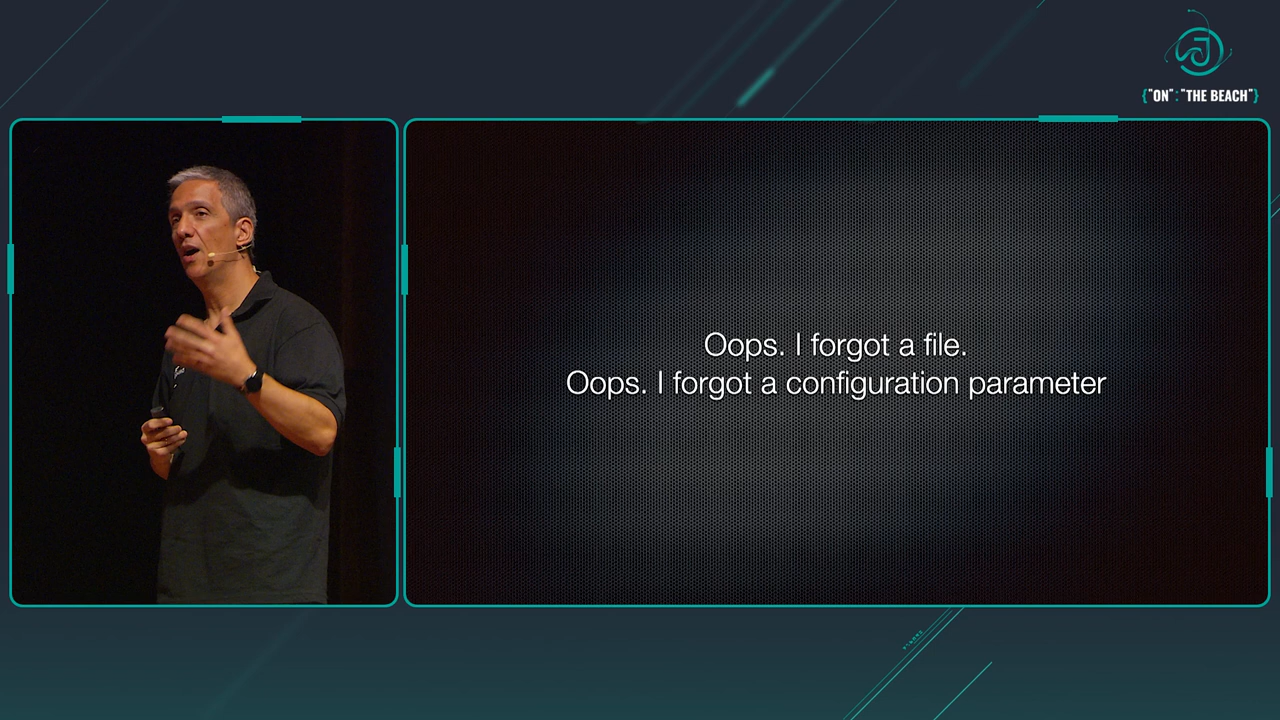 J
{"ON":"THE BEACH"}
Oops. I forgot a file.
Oops. I forgot a configuration parameter